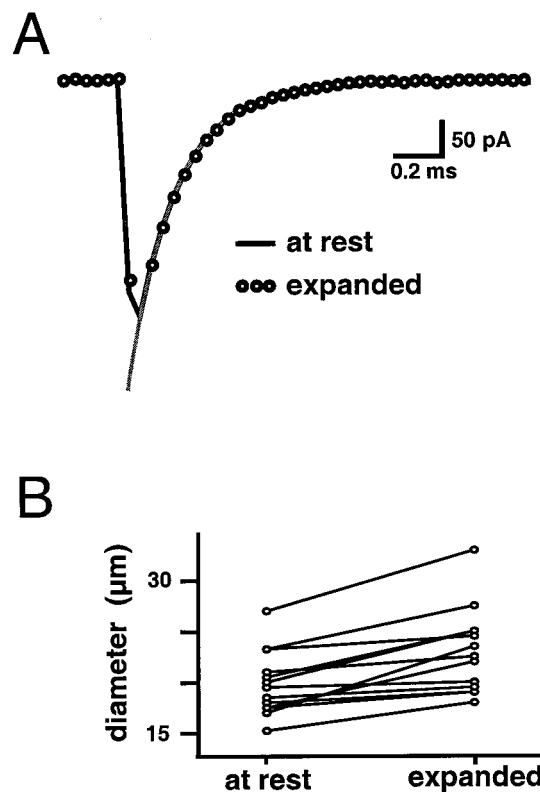 A
50 pA
0.2 ms
at rest
expanded
B
diameter (μm)
30
15
at rest
expanded